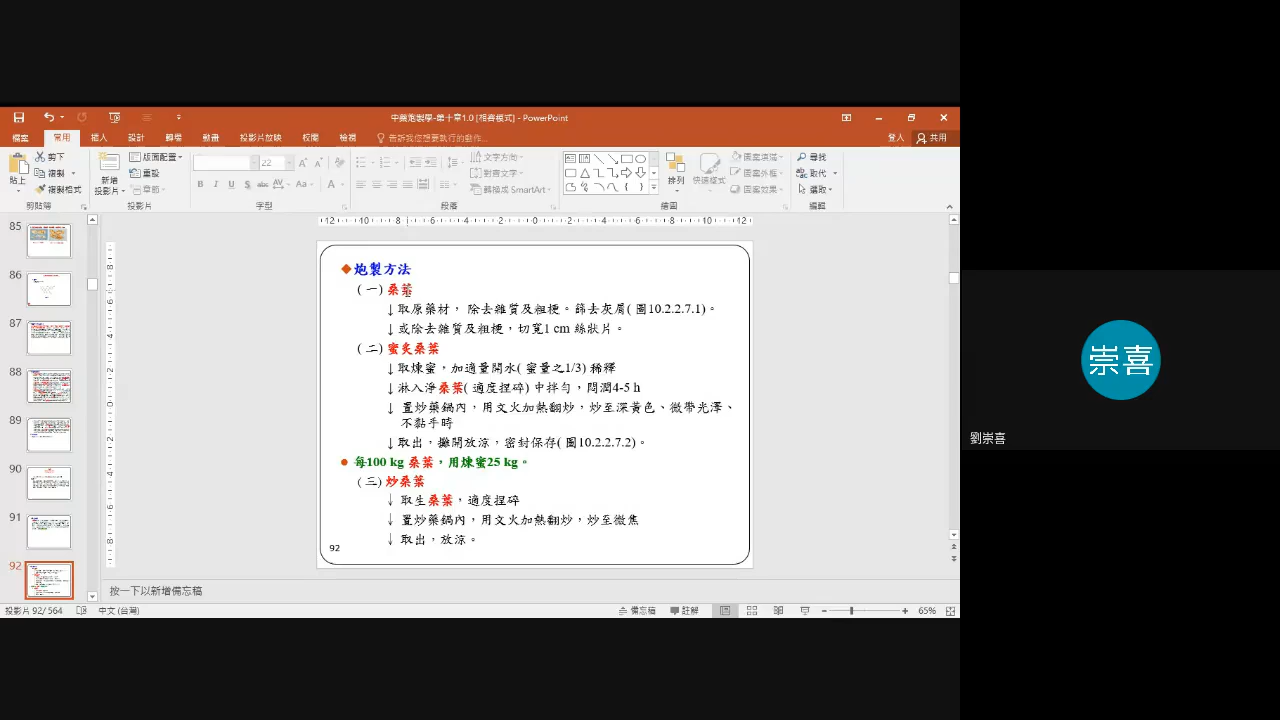 中藥炮製學-第十章1.0 [相容模式] - PowerPoint
檔案 常用 插入 設計 轉場 動畫 投影片放映 校閱 檢視 告訴我您想要執行的動作... 登入 共用
貼上 剪下 複製 複製格式 剪貼簿
新增投影片 版面配置 重設 章節 投影片
22
B I U S abc AV Aa A 字型
文字方向 對齊文字 轉換成 SmartArt 段落
排列 快速樣式 圖案填滿 圖案外框 圖案效果 繪圖
尋找 取代 選取 編輯
85
86
87
88
89
90
91
92
炮製方法
(一) 桑葉
↓取原藥材， 除去雜質及粗梗。篩去灰屑( 圖10.2.2.7.1)。
↓或除去雜質及粗梗，切寬1 cm 絲狀片。
(二) 蜜炙桑葉
↓取煉蜜，加適量開水( 蜜量之1/3) 稀釋
↓淋入淨桑葉( 適度捏碎) 中拌勻，悶潤4-5 h
↓ 置炒藥鍋內，用文火加熱翻炒，炒至深黃色、微帶光澤、
不黏手時
↓取出，攤開放涼，密封保存( 圖10.2.2.7.2)。
每100 kg 桑葉，用煉蜜25 kg。
(三) 炒桑葉
↓ 取生桑葉，適度捏碎
↓ 置炒藥鍋內，用文火加熱翻炒，炒至微焦
↓ 取出，放涼。
92
按一下以新增備忘稿
投影片 92/ 564 中文 (台灣) 備忘稿 註解 65%
崇喜
劉崇喜